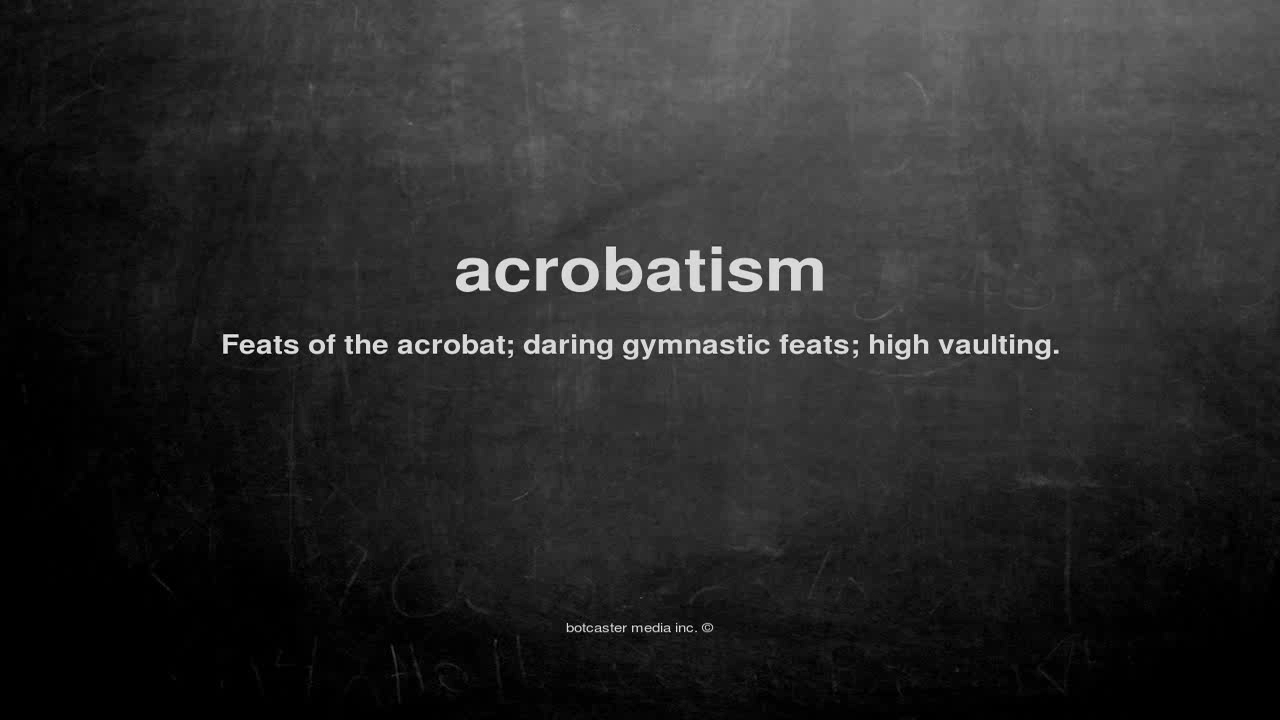 acrobatism
Feats of the acrobat; daring gymnastic feats; high vaulting.
botcaster media inc. ©